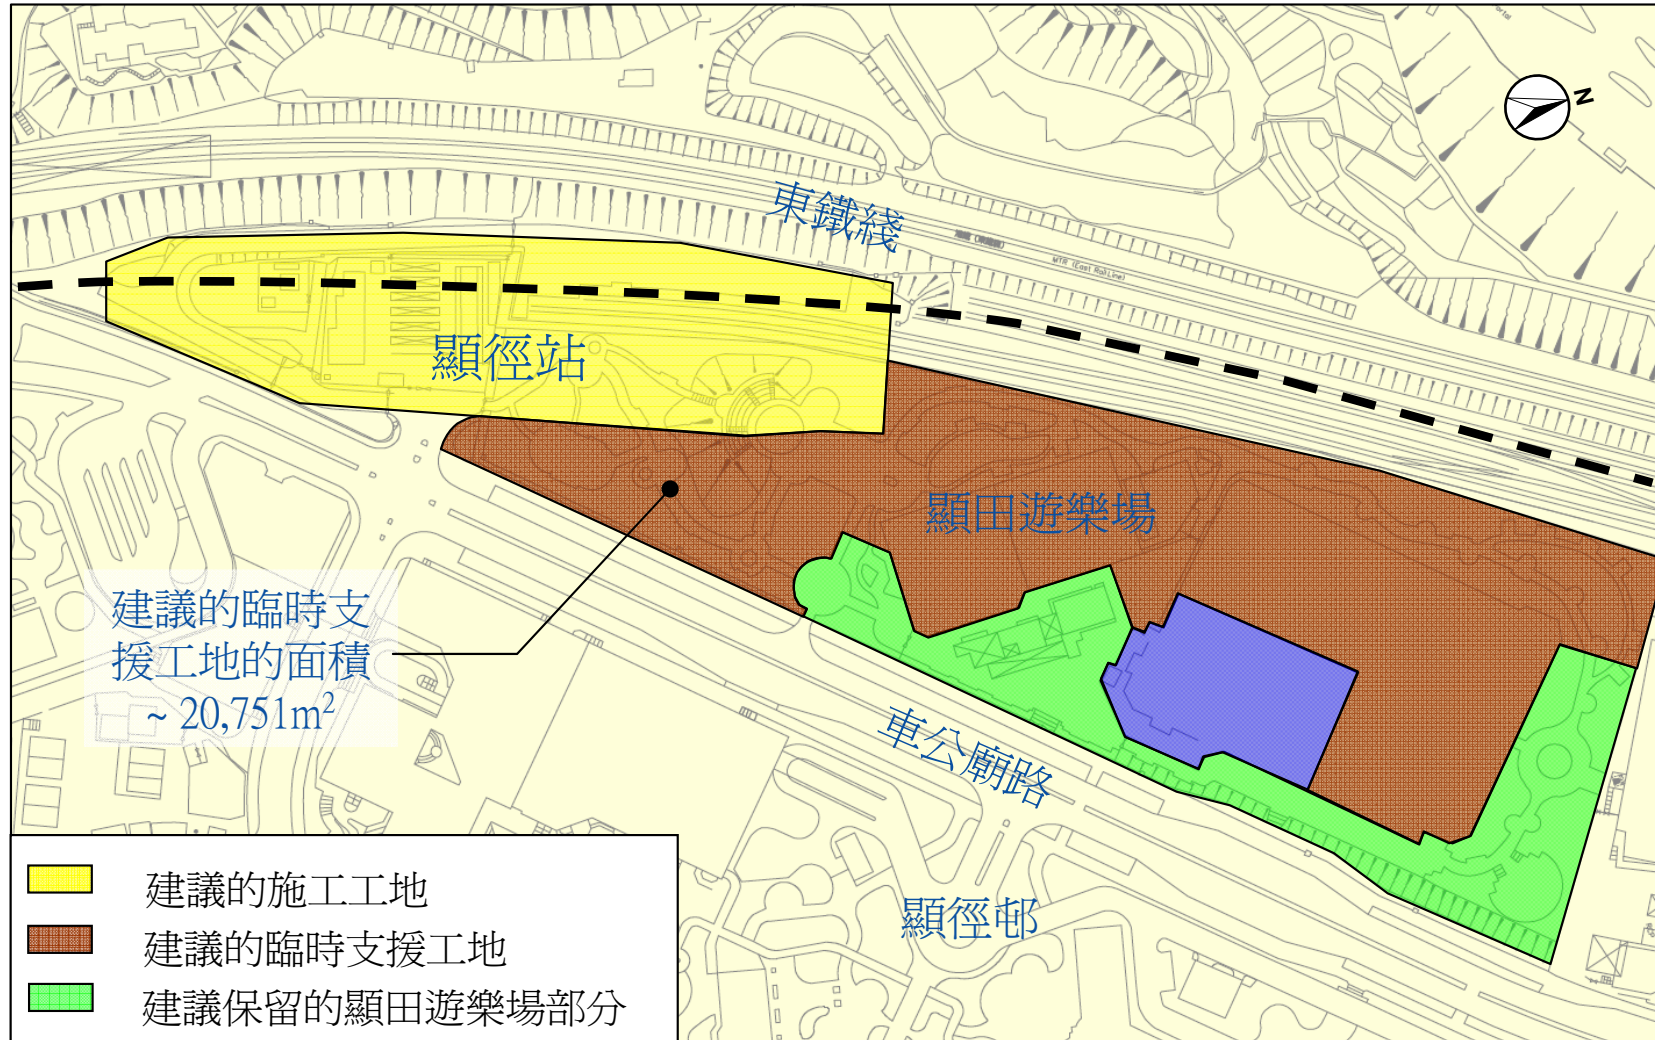 N
東鐵綫
MTR (East Rail Line)
顯徑站
顯田遊樂場
建議的臨時支
援工地的面積
~ 20,751m²
車公廟路
顯徑邨
建議的施工工地
建議的臨時支援工地
建議保留的顯田遊樂場部分